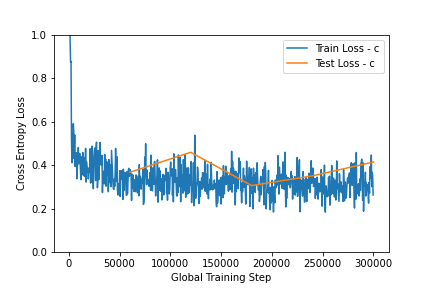 Train Loss - c
Test Loss - c
Cross Entropy Loss
1.0
0.8
0.6
0.4
0.2
0.0
0 50000 100000 150000 200000 250000 300000
Global Training Step